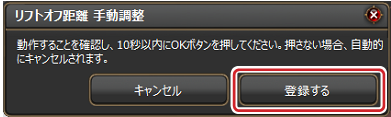 リフトオフ距離 手動調整
動作することを確認し、10秒以内にOKボタンを押してください。押さない場合、自動的
にキャンセルされます。
キャンセル
登録する